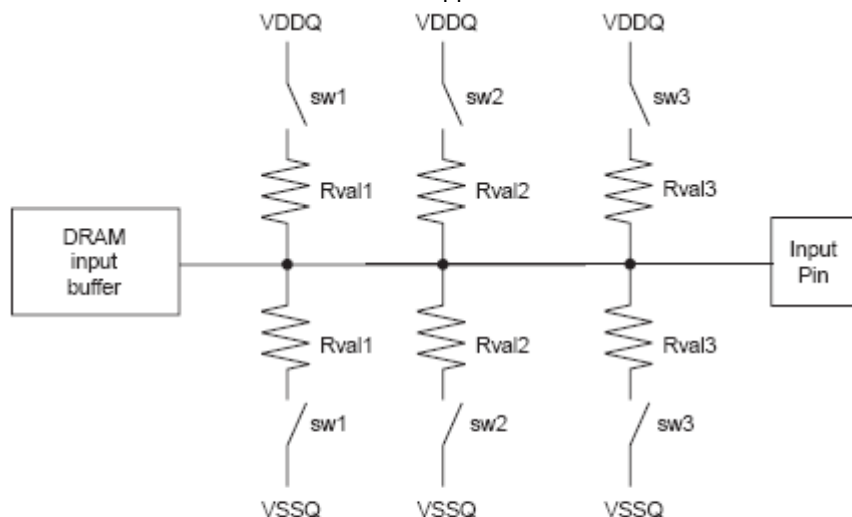 VDDQ VDDQ VDDQ
sw1 sw2 sw3
Rval1 Rval2 Rval3
DRAM
input
buffer
Input
Pin
Rval1 Rval2 Rval3
sw1 sw2 sw3
VSSQ VSSQ VSSQ